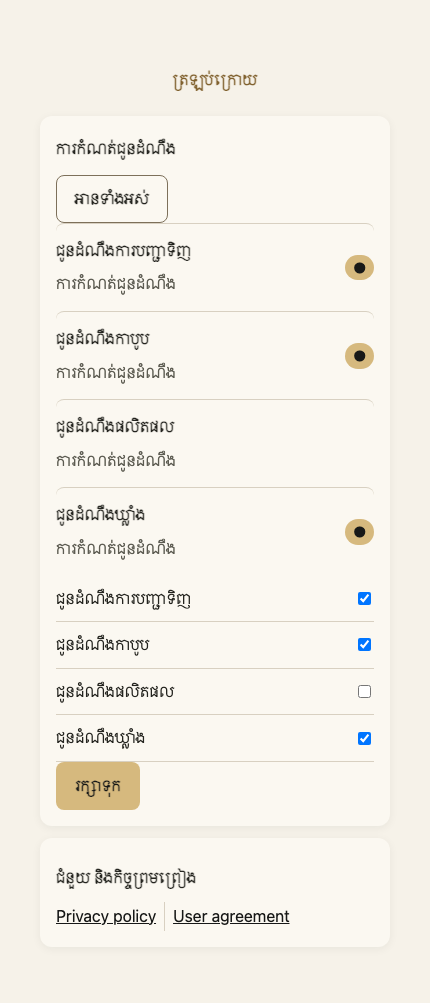 ត្រឡប់ក្រោយ
ការកំណត់ជូនដំណឹង
អានទាំងអស់
ជូនដំណឹងការបញ្ជាទិញ
ការកំណត់ជូនដំណឹង
ជូនដំណឹងកាបូប
ការកំណត់ជូនដំណឹង
ជូនដំណឹងផលិតផល
ការកំណត់ជូនដំណឹង
ជូនដំណឹងឃ្លាំង
ការកំណត់ជូនដំណឹង
ជូនដំណឹងការបញ្ជាទិញ
ជូនដំណឹងកាបូប
ជូនដំណឹងផលិតផល
ជូនដំណឹងឃ្លាំង
រក្សាទុក
ជំនួយ និងកិច្ចព្រមព្រៀង
Privacy policy User agreement